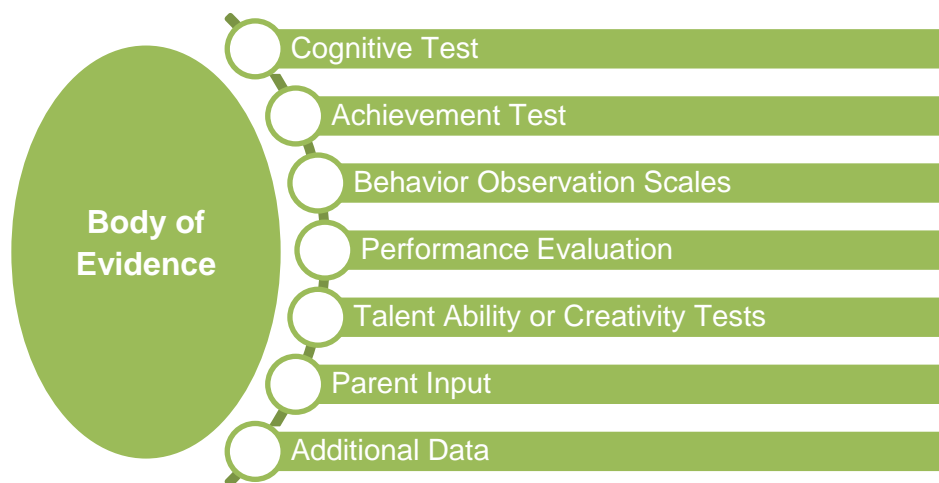 Body of
Evidence
Cognitive Test
Achievement Test
Behavior Observation Scales
Performance Evaluation
Talent Ability or Creativity Tests
Parent Input
Additional Data